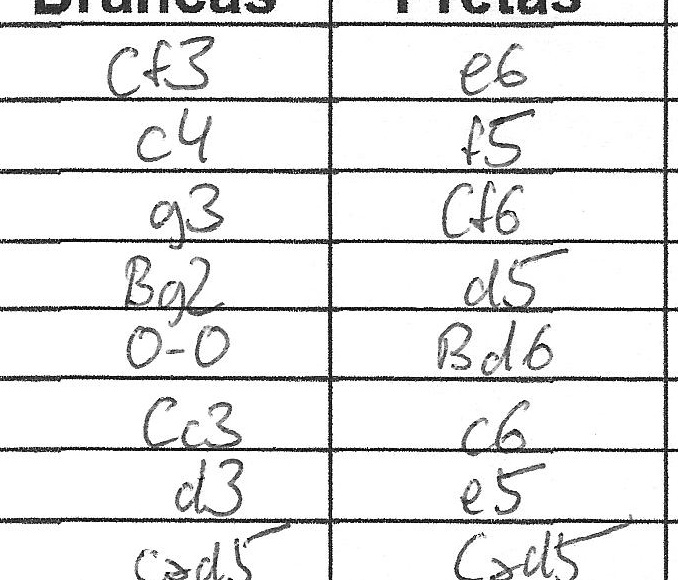 Brancas Pretas
Cf3 e6
c4 f5
g3 Cf6
Bg2 d5
0-0 Bd6
Cc3 c6
d3 e5
cxd5 Cxd5